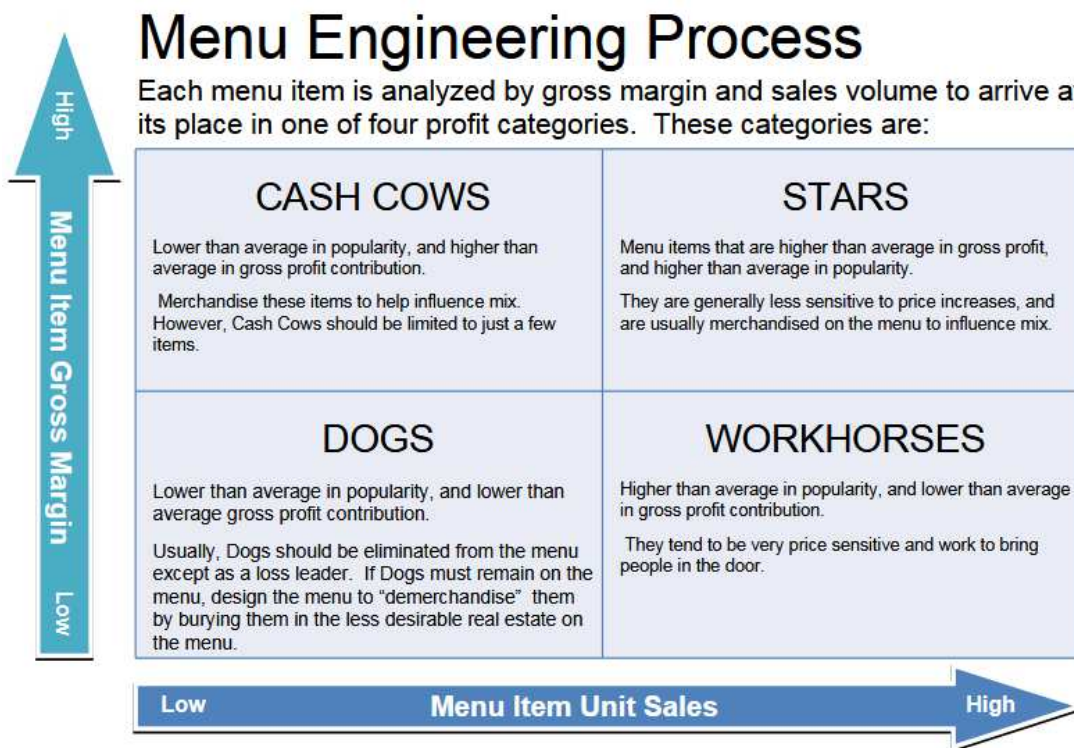 Menu Engineering Process
Each menu item is analyzed by gross margin and sales volume to arrive at
its place in one of four profit categories.  These categories are:
High
Menu Item Gross Margin
Low
CASH COWS
Lower than average in popularity, and higher than
average in gross profit contribution.
Merchandise these items to help influence mix.
However, Cash Cows should be limited to just a few
items.
STARS
Menu items that are higher than average in gross profit,
and higher than average in popularity.
They are generally less sensitive to price increases, and
are usually merchandised on the menu to influence mix.
DOGS
Lower than average in popularity, and lower than
average gross profit contribution.
Usually, Dogs should be eliminated from the menu
except as a loss leader.  If Dogs must remain on the
menu, design the menu to “demerchandise”  them
by burying them in the less desirable real estate on
the menu.
WORKHORSES
Higher than average in popularity, and lower than average
in gross profit contribution.
They tend to be very price sensitive and work to bring
people in the door.
Low
Menu Item Unit Sales
High